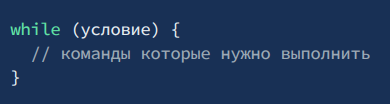 while (условие) {
// команды которые нужно выполнить
}